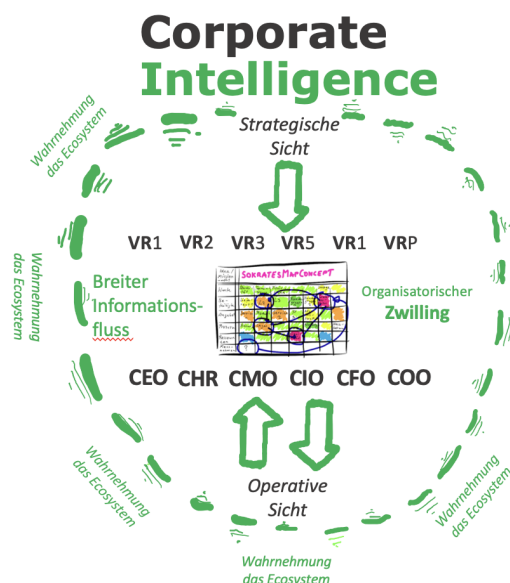 Corporate
Intelligence
Wahrnehmung
das Ecosystem
Strategische
Sicht
VR1 VR2 VR3 VR5 VR1 VRP
Wahrnehmung
das Ecosystem
Breiter
Informations-
fluss
SOKRATESMAPCONCEPT
Organisatorischer
Zwilling
CEO CHR CMO CIO CFO COO
Operative
Sicht
Wahrnehmung
das Ecosystem
Wahrnehmung
das Ecosystem
Wahrnehmung
das Ecosystem